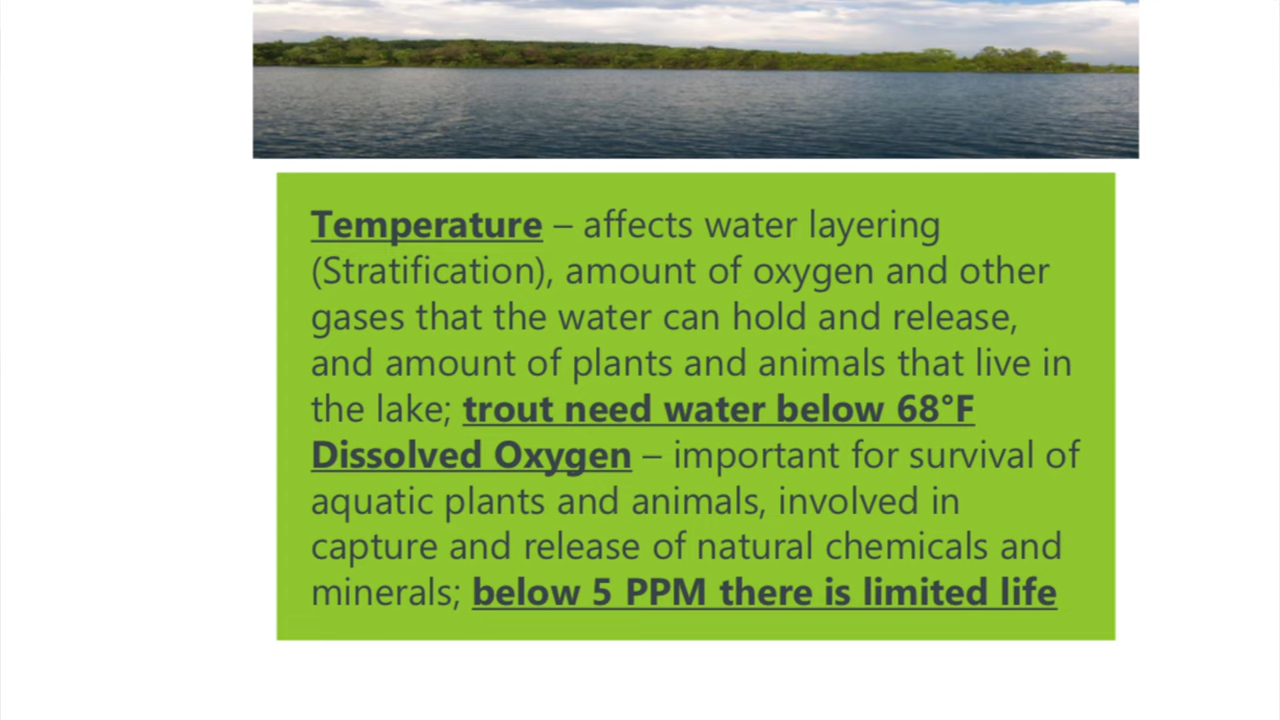 Temperature – affects water layering
(Stratification), amount of oxygen and other
gases that the water can hold and release,
and amount of plants and animals that live in
the lake; trout need water below 68°F
Dissolved Oxygen – important for survival of
aquatic plants and animals, involved in
capture and release of natural chemicals and
minerals; below 5 PPM there is limited life